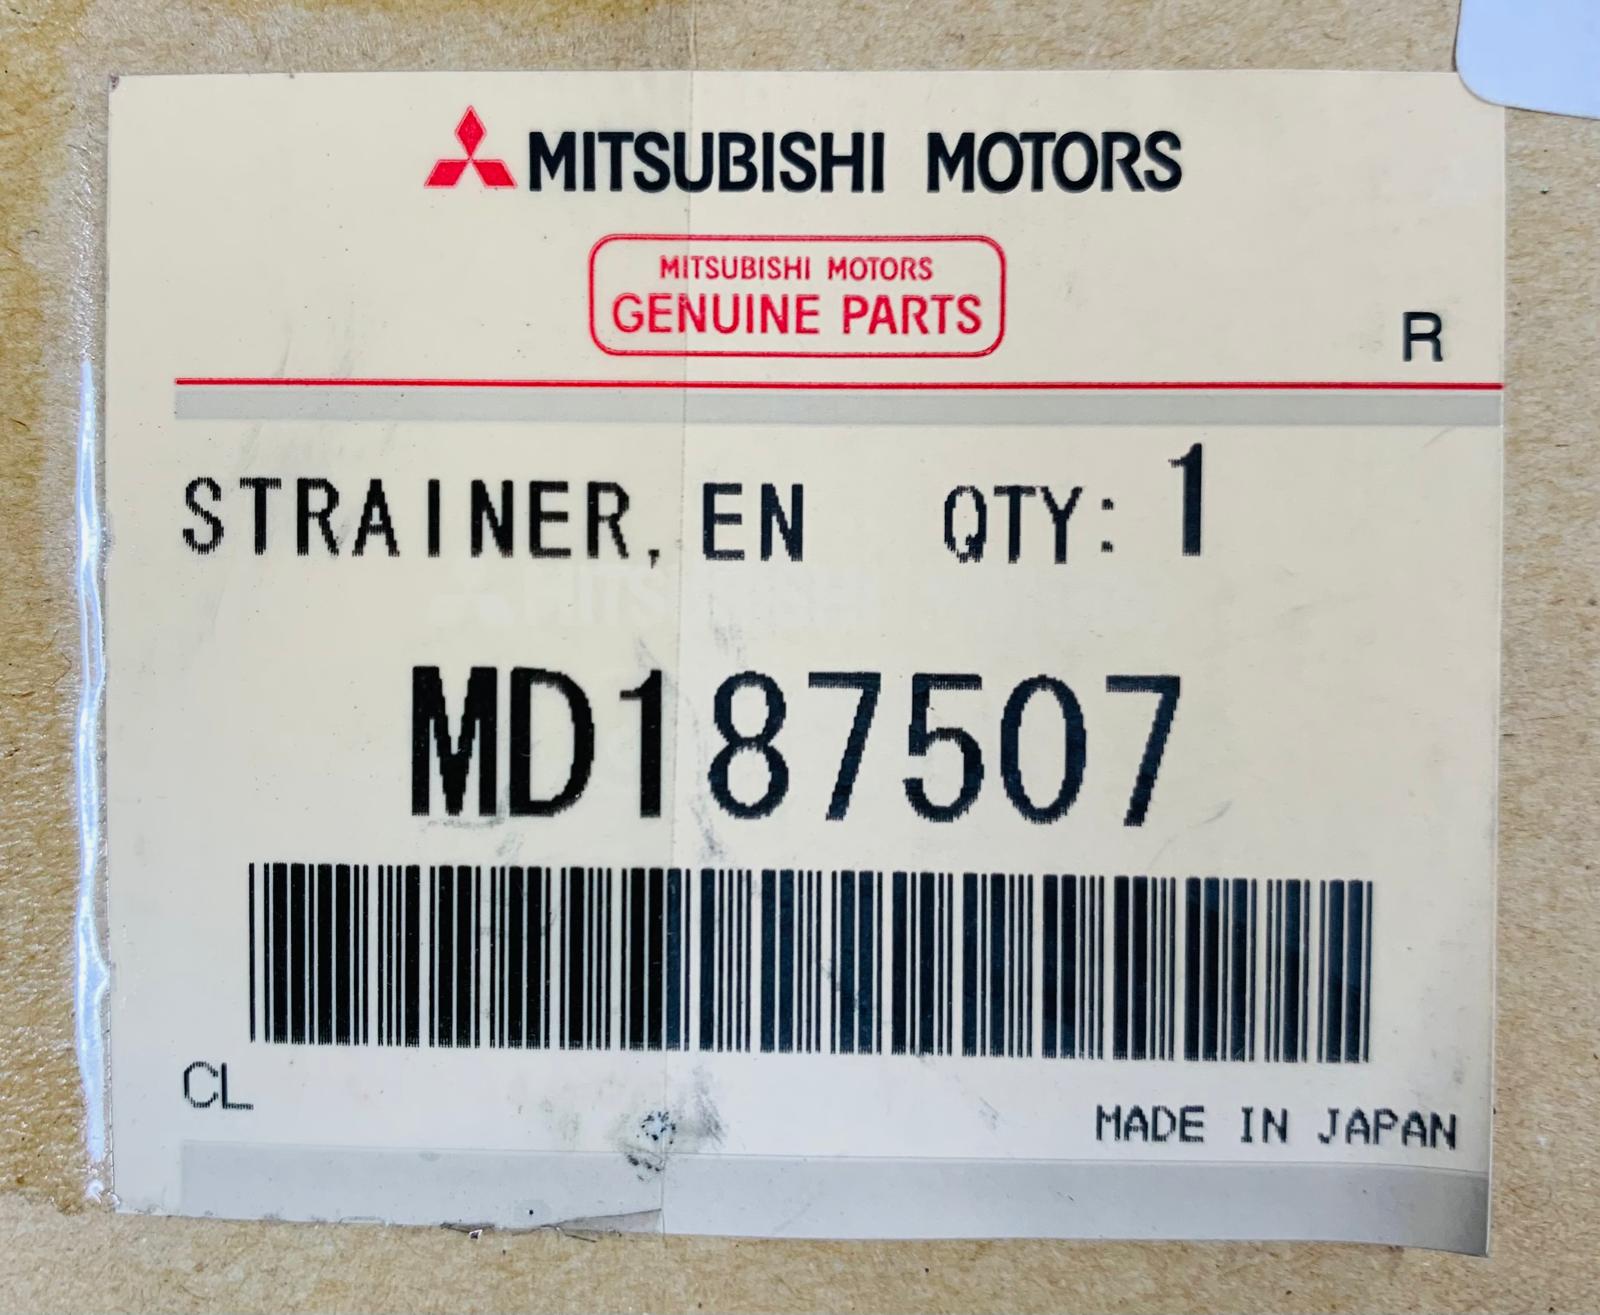 MITSUBISHI MOTORS
MITSUBISHI MOTORS
GENUINE PARTS
R
STRAINER, EN QTY: 1
MD187507
CL
MADE IN JAPAN